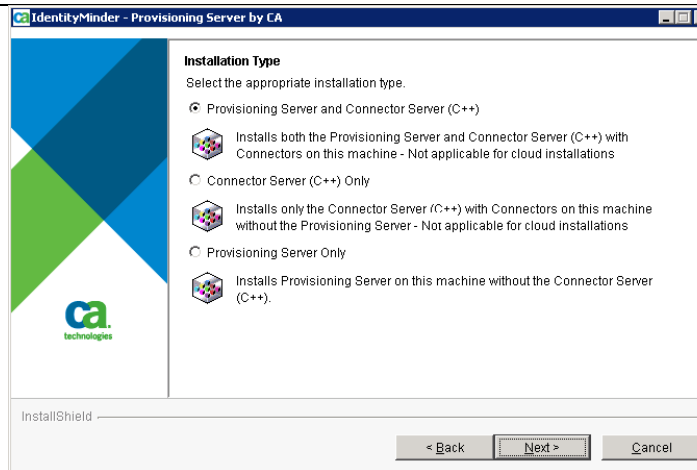 ca IdentityMinder - Provisioning Server by CA
Installation Type
Select the appropriate installation type.
Provisioning Server and Connector Server (C++)
Installs both the Provisioning Server and Connector Server (C++) with
Connectors on this machine - Not applicable for cloud installations
Connector Server (C++) Only
Installs only the Connector Server (C++) with Connectors on this machine
without the Provisioning Server - Not applicable for cloud installations
Provisioning Server Only
Installs Provisioning Server on this machine without the Connector Server
(C++).
ca.
technologies
InstallShield
< Back
Next >
Cancel